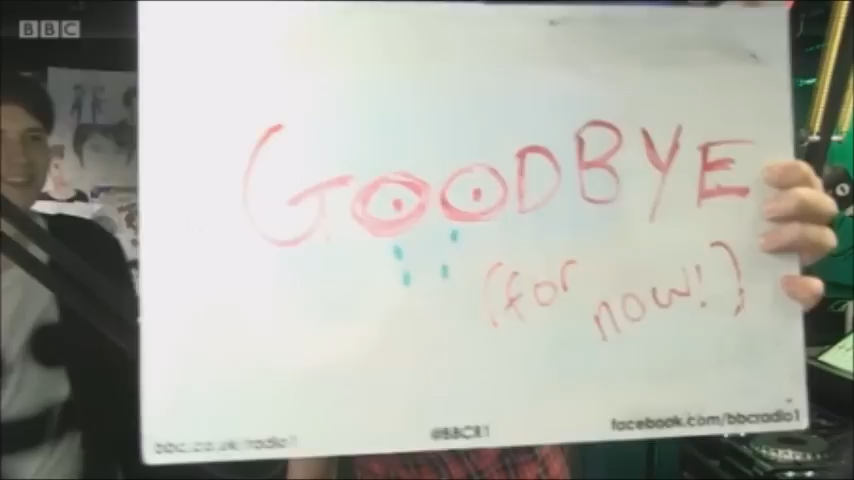 BBC
GOODBYE
(for now!)
bbc.co.uk/radio1
@BBCR1
facebook.com/bbcradio1